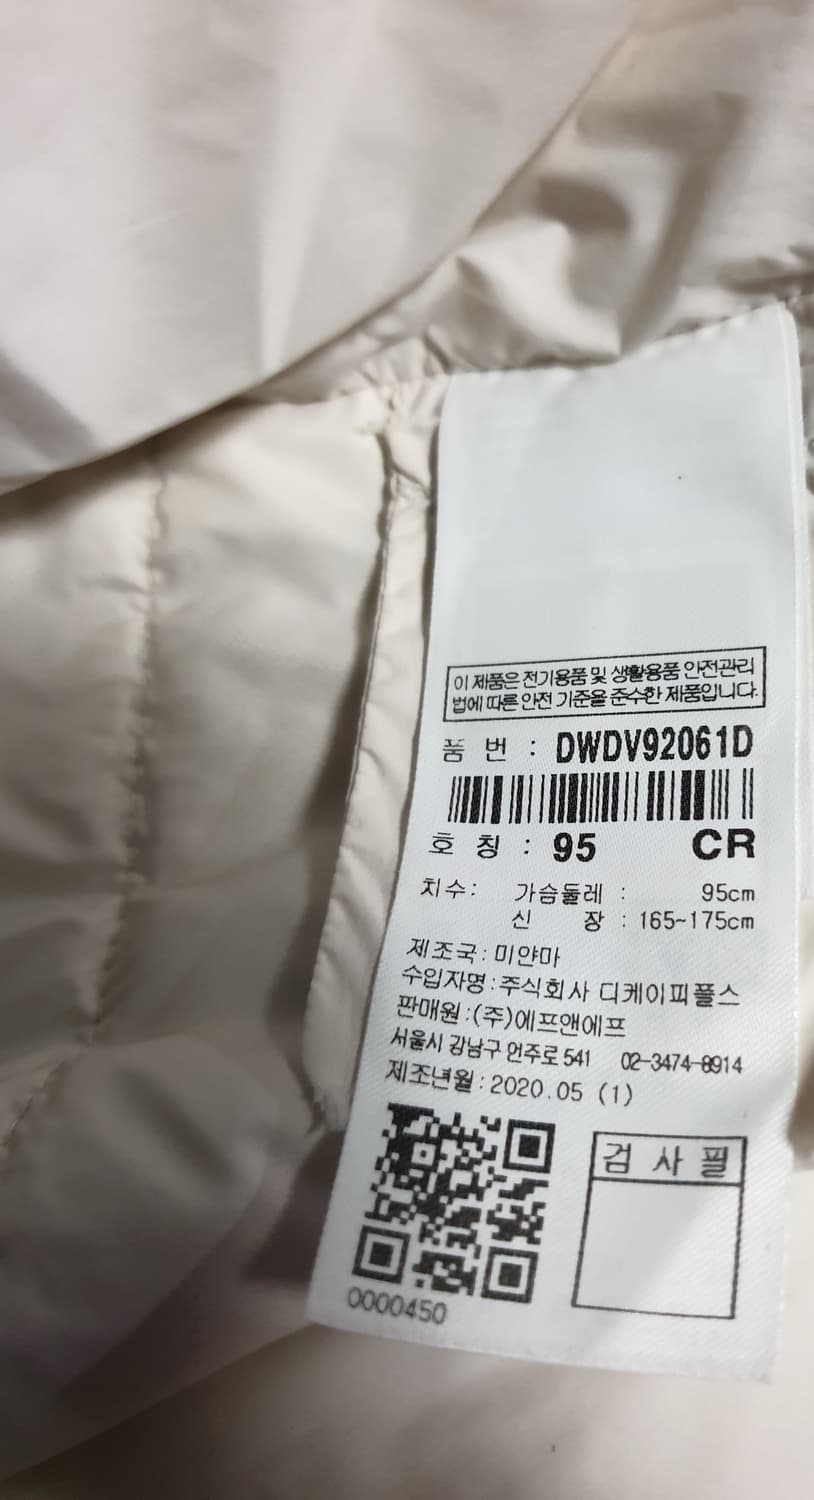 이 제품은 전기용품 및 생활용품 안전관리
법에 따른 안전 기준을 준수한 제품입니다.
품 번 : DWDV92061D
호 칭 : 95 CR
치수: 가슴둘레 : 95cm
신 장 : 165~175cm
제조국:미얀마
수입자명:주식회사 디케이피플스
판매원:(주)에프앤에프
서울시 강남구 언주로 541 02-3474-8914
제조년월:2020.05 (1)
검 사 필
0000450